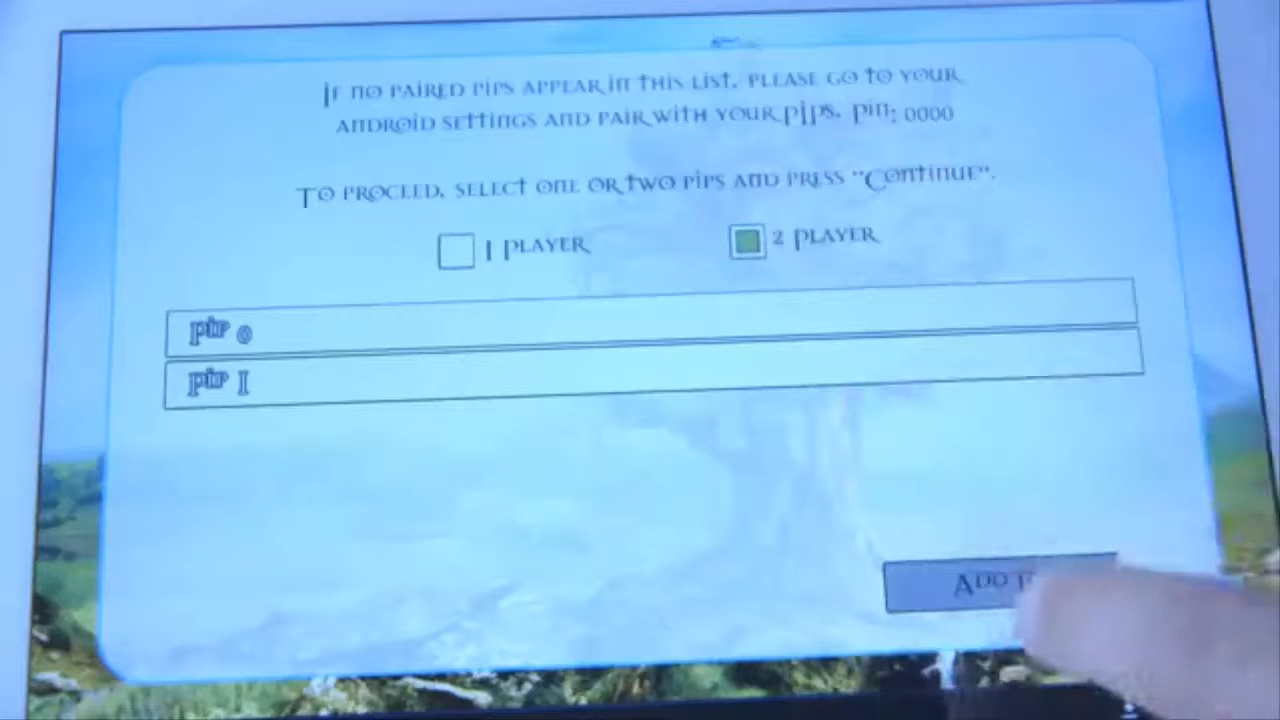 If no paired pips appear in this list, please go to your
android settings and pair with your pips. Pin: 0000
To proceed, select one or two pips and press "Continue".
1 Player
2 Player
pip 0
pip 1
Add